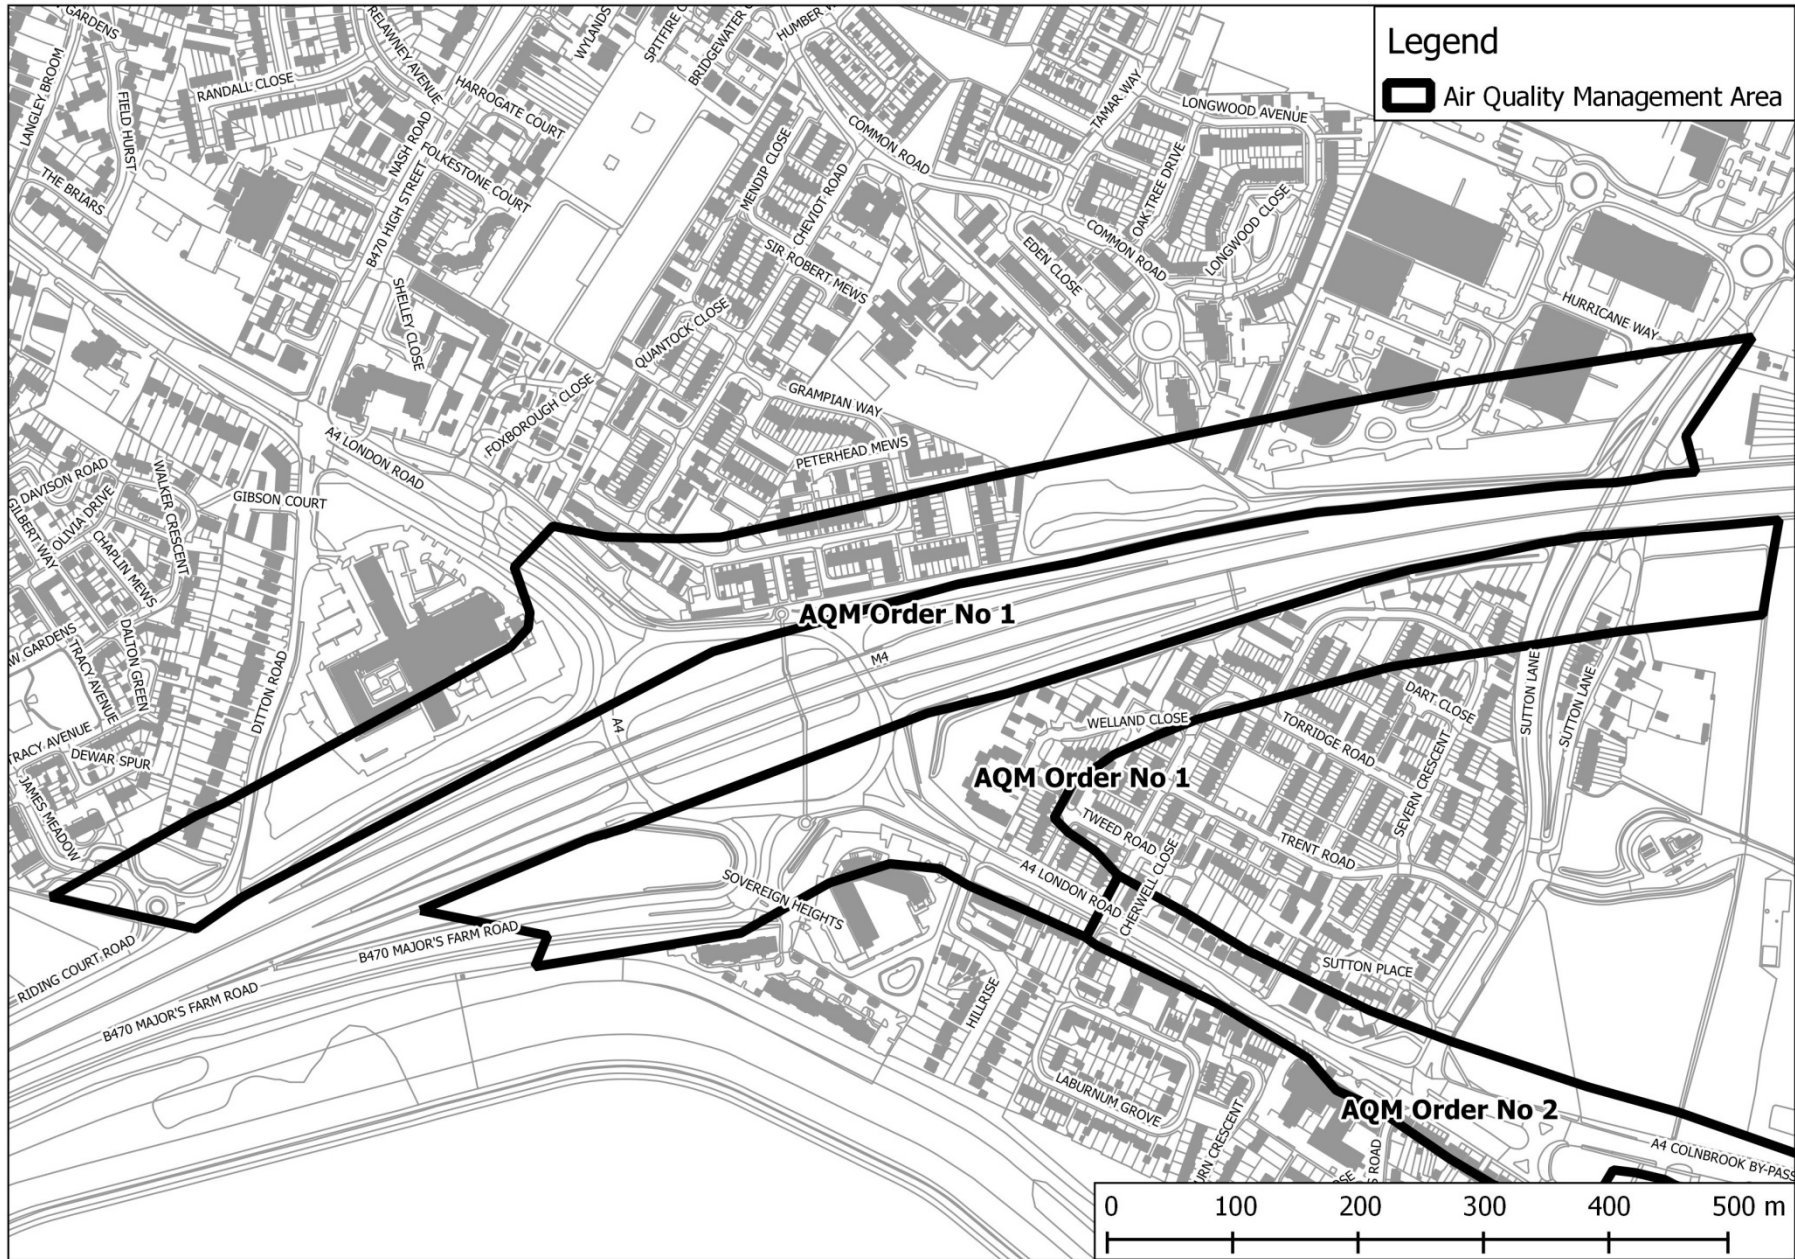 Legend
Air Quality Management Area
GARDENS
RELAWNEY AVENUE
WYLANDS
SPITFIRE C
BRIDGEWATER C
HUMBER W
LANGLEY BROOM
FIELD HURST
RANDALL CLOSE
HARROGATE COURT
TAMAR WAY
LONGWOOD AVENUE
COMMON ROAD
NASH ROAD
FOLKESTONE COURT
MENDIP CLOSE
OAK TREE DRIVE
THE BRIARS
B470 HIGH STREET
CHEVIOT ROAD
SIR ROBERT MEWS
EDEN CLOSE
COMMON ROAD
LONGWOOD CLOSE
SHELLEY CLOSE
QUANTOCK CLOSE
HURRICANE WAY
GRAMPIAN WAY
FOXBOROUGH CLOSE
PETERHEAD MEWS
A4 LONDON ROAD
G DAVISON ROAD
WALKER CRESCENT
GIBSON COURT
GILBERT WAY
OLIVIA DRIVE
CHAPLIN MEWS
AQM Order No 1
M4
AW GARDENS
TRACY AVENUE
DALTON GREEN
DITTON ROAD
SUTTON LANE
SUTTON LANE
DART CLOSE
WELLAND CLOSE
TORRIDGE ROAD
A4
TRACY AVENUE
DEWAR SPUR
AQM Order No 1
SEVERN CRESCENT
JAMES MEADOW
TWEED ROAD
TRENT ROAD
A4 LONDON ROAD
CHERWELL CLOSE
SOVEREIGN HEIGHTS
B470 MAJOR'S FARM ROAD
SUTTON PLACE
RIDING COURT ROAD
B470 MAJOR'S FARM ROAD
HILLRISE
LABURNUM GROVE
AQM Order No 2
URN CRESCENT
S ROAD
A4 COLNBROOK BY-PASS
0 100 200 300 400 500 m